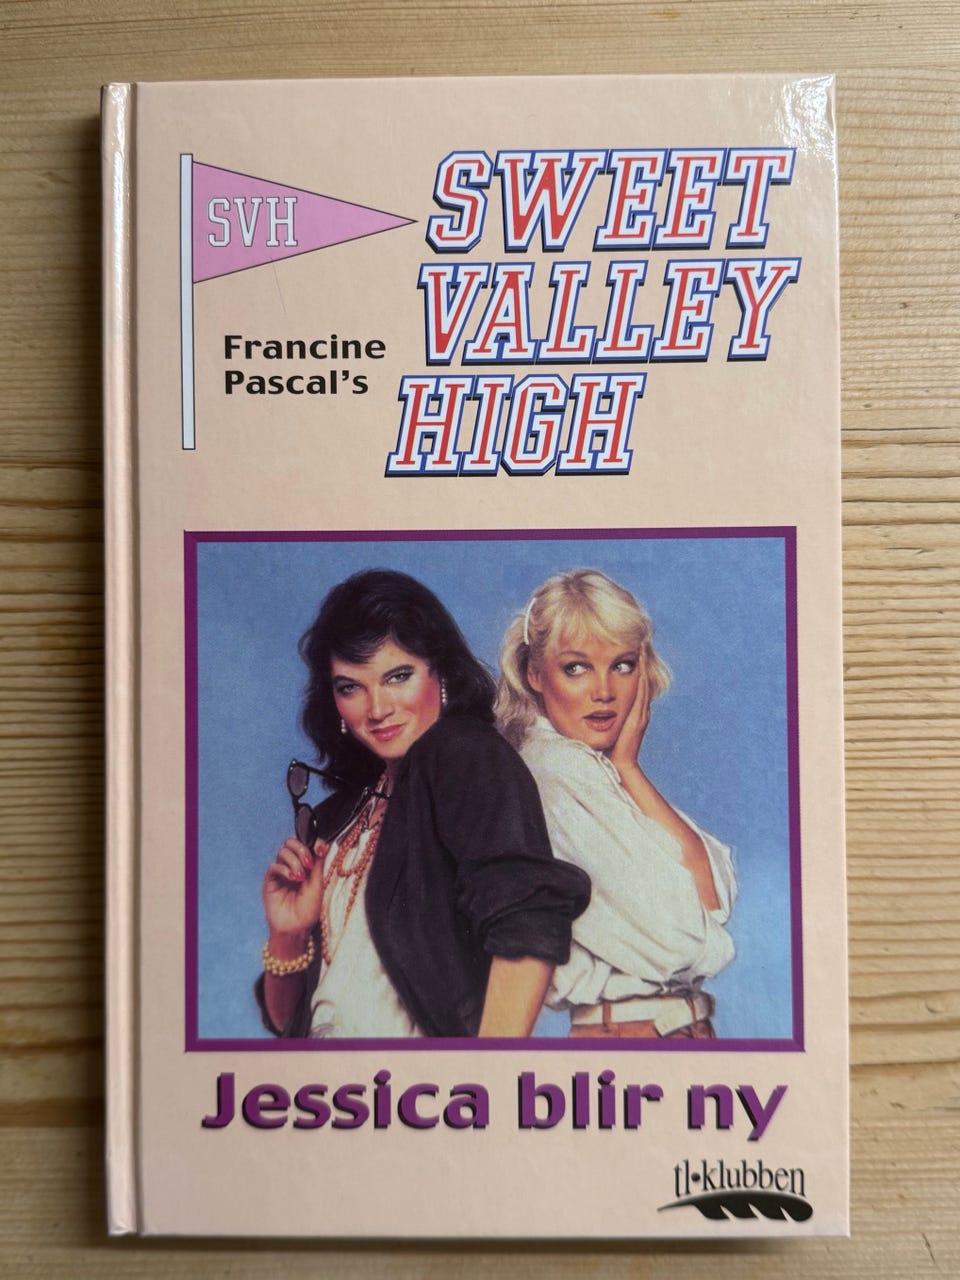 SVH
SWEET
VALLEY
HIGH
Francine
Pascal's
Jessica blir ny
tl•klubben